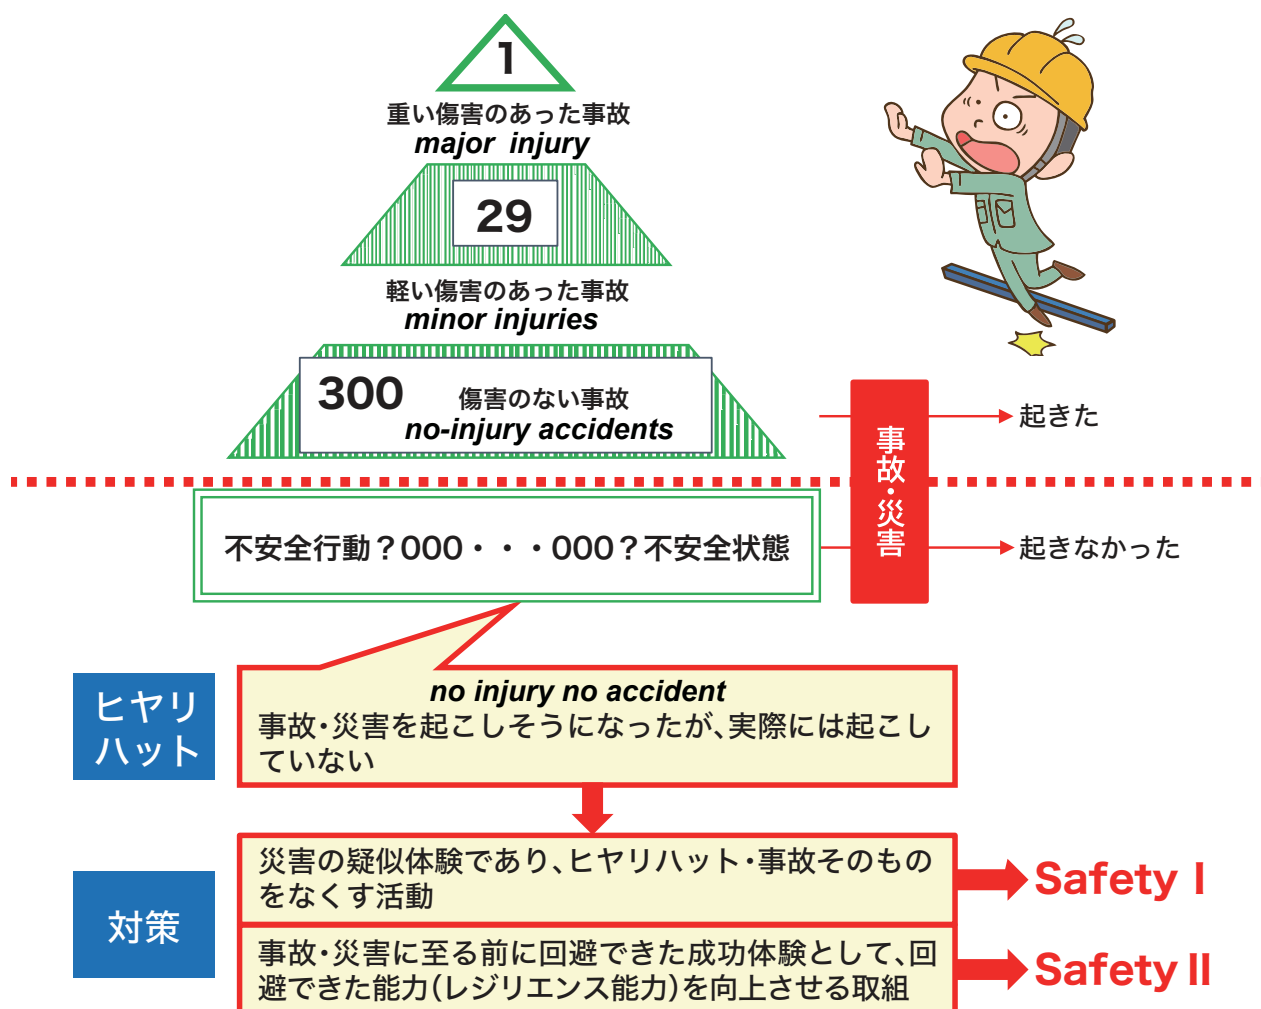 1
重い傷害のあった事故
major injury
29
軽い傷害のあった事故
minor injuries
300 傷害のない事故
no-injury accidents
事故・災害
起きた
不安全行動？000・・・000？不安全状態
起きなかった
ヒヤリ
ハット
no injury no accident
事故・災害を起こしそうになったが、実際には起こし
ていない
対策
災害の疑似体験であり、ヒヤリハット・事故そのもの
をなくす活動
Safety I
事故・災害に至る前に回避できた成功体験として、回
避できた能力（レジリエンス能力）を向上させる取組
Safety II